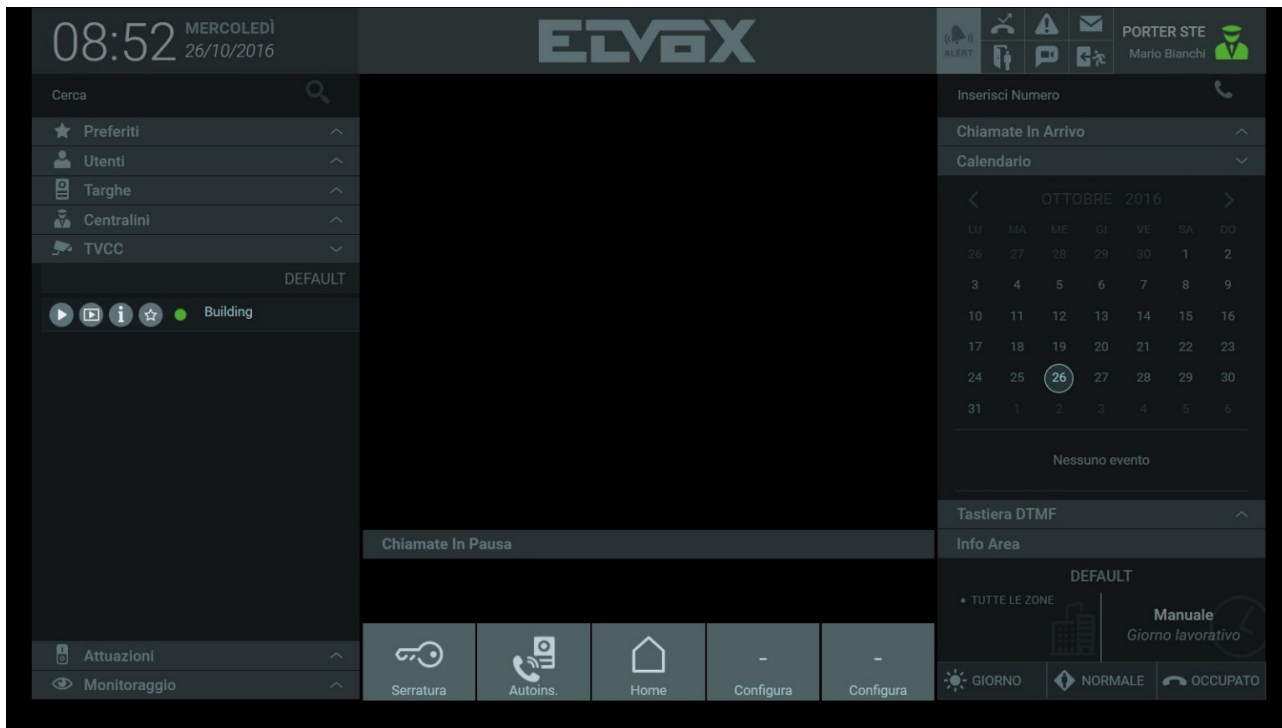 08:52
MERCOLEDÌ
26/10/2016
ELVOX
ALERT
PORTER STE
Mario Bianchi
Cerca
Preferiti
Utenti
Targhe
Centralini
TVCC
DEFAULT
Building
Attuazioni
Monitoraggio
Chiamate In Pausa
Serratura
Autoins.
Home
-
Configura
-
Configura
Inserisci Numero
Chiamate In Arrivo
Calendario
OTTOBRE 2016
LU MA ME GI VE SA DO
26 27 28 29 30 1 2
3 4 5 6 7 8 9
10 11 12 13 14 15 16
17 18 19 20 21 22 23
24 25 26 27 28 29 30
31 1 2 3 4 5 6
Nessuno evento
Tastiera DTMF
Info Area
DEFAULT
• TUTTE LE ZONE
Manuale
Giorno lavorativo
GIORNO
NORMALE
OCCUPATO